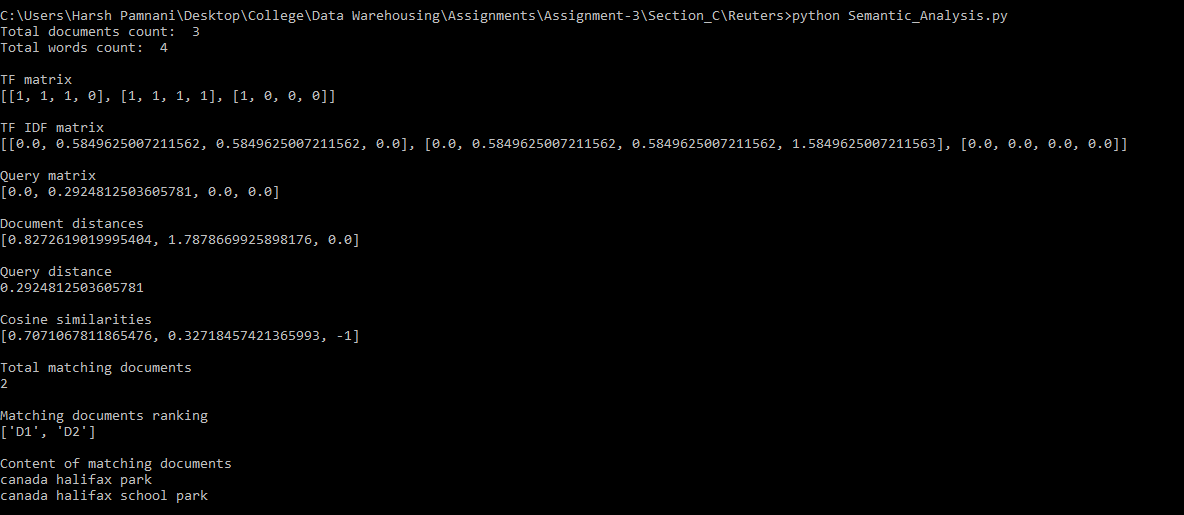 C:\Users\Harsh Pamnani\Desktop\College\Data Warehousing\Assignments\Assignment-3\Section_C\Reuters>python Semantic_Analysis.py
Total documents count:  3
Total words count:  4
TF matrix
[[1, 1, 1, 0], [1, 1, 1, 1], [1, 0, 0, 0]]
TF IDF matrix
[[0.0, 0.5849625007211562, 0.5849625007211562, 0.0], [0.0, 0.5849625007211562, 0.5849625007211562, 1.5849625007211563], [0.0, 0.0, 0.0, 0.0]]
Query matrix
[0.0, 0.2924812503605781, 0.0, 0.0]
Document distances
[0.8272619019995404, 1.7878669925898176, 0.0]
Query distance
0.2924812503605781
Cosine similarities
[0.7071067811865476, 0.32718457421365993, -1]
Total matching documents
2
Matching documents ranking
['D1', 'D2']
Content of matching documents
canada halifax park
canada halifax school park